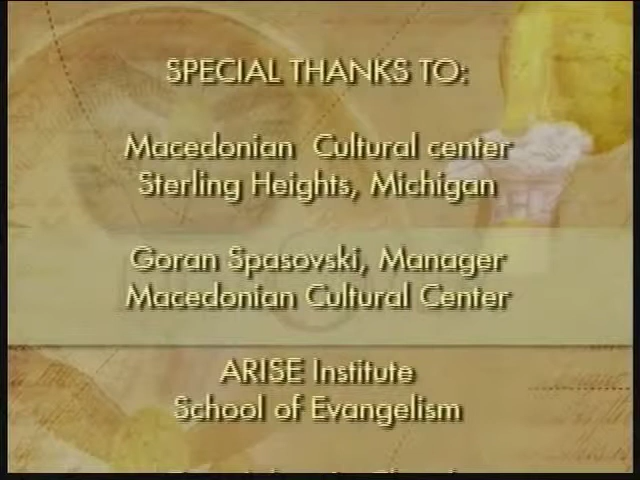 SPECIAL THANKS TO:
Macedonian Cultural center
Sterling Heights, Michigan
Goran Spasovski, Manager
Macedonian Cultural Center
ARISE Institute
School of Evangelism